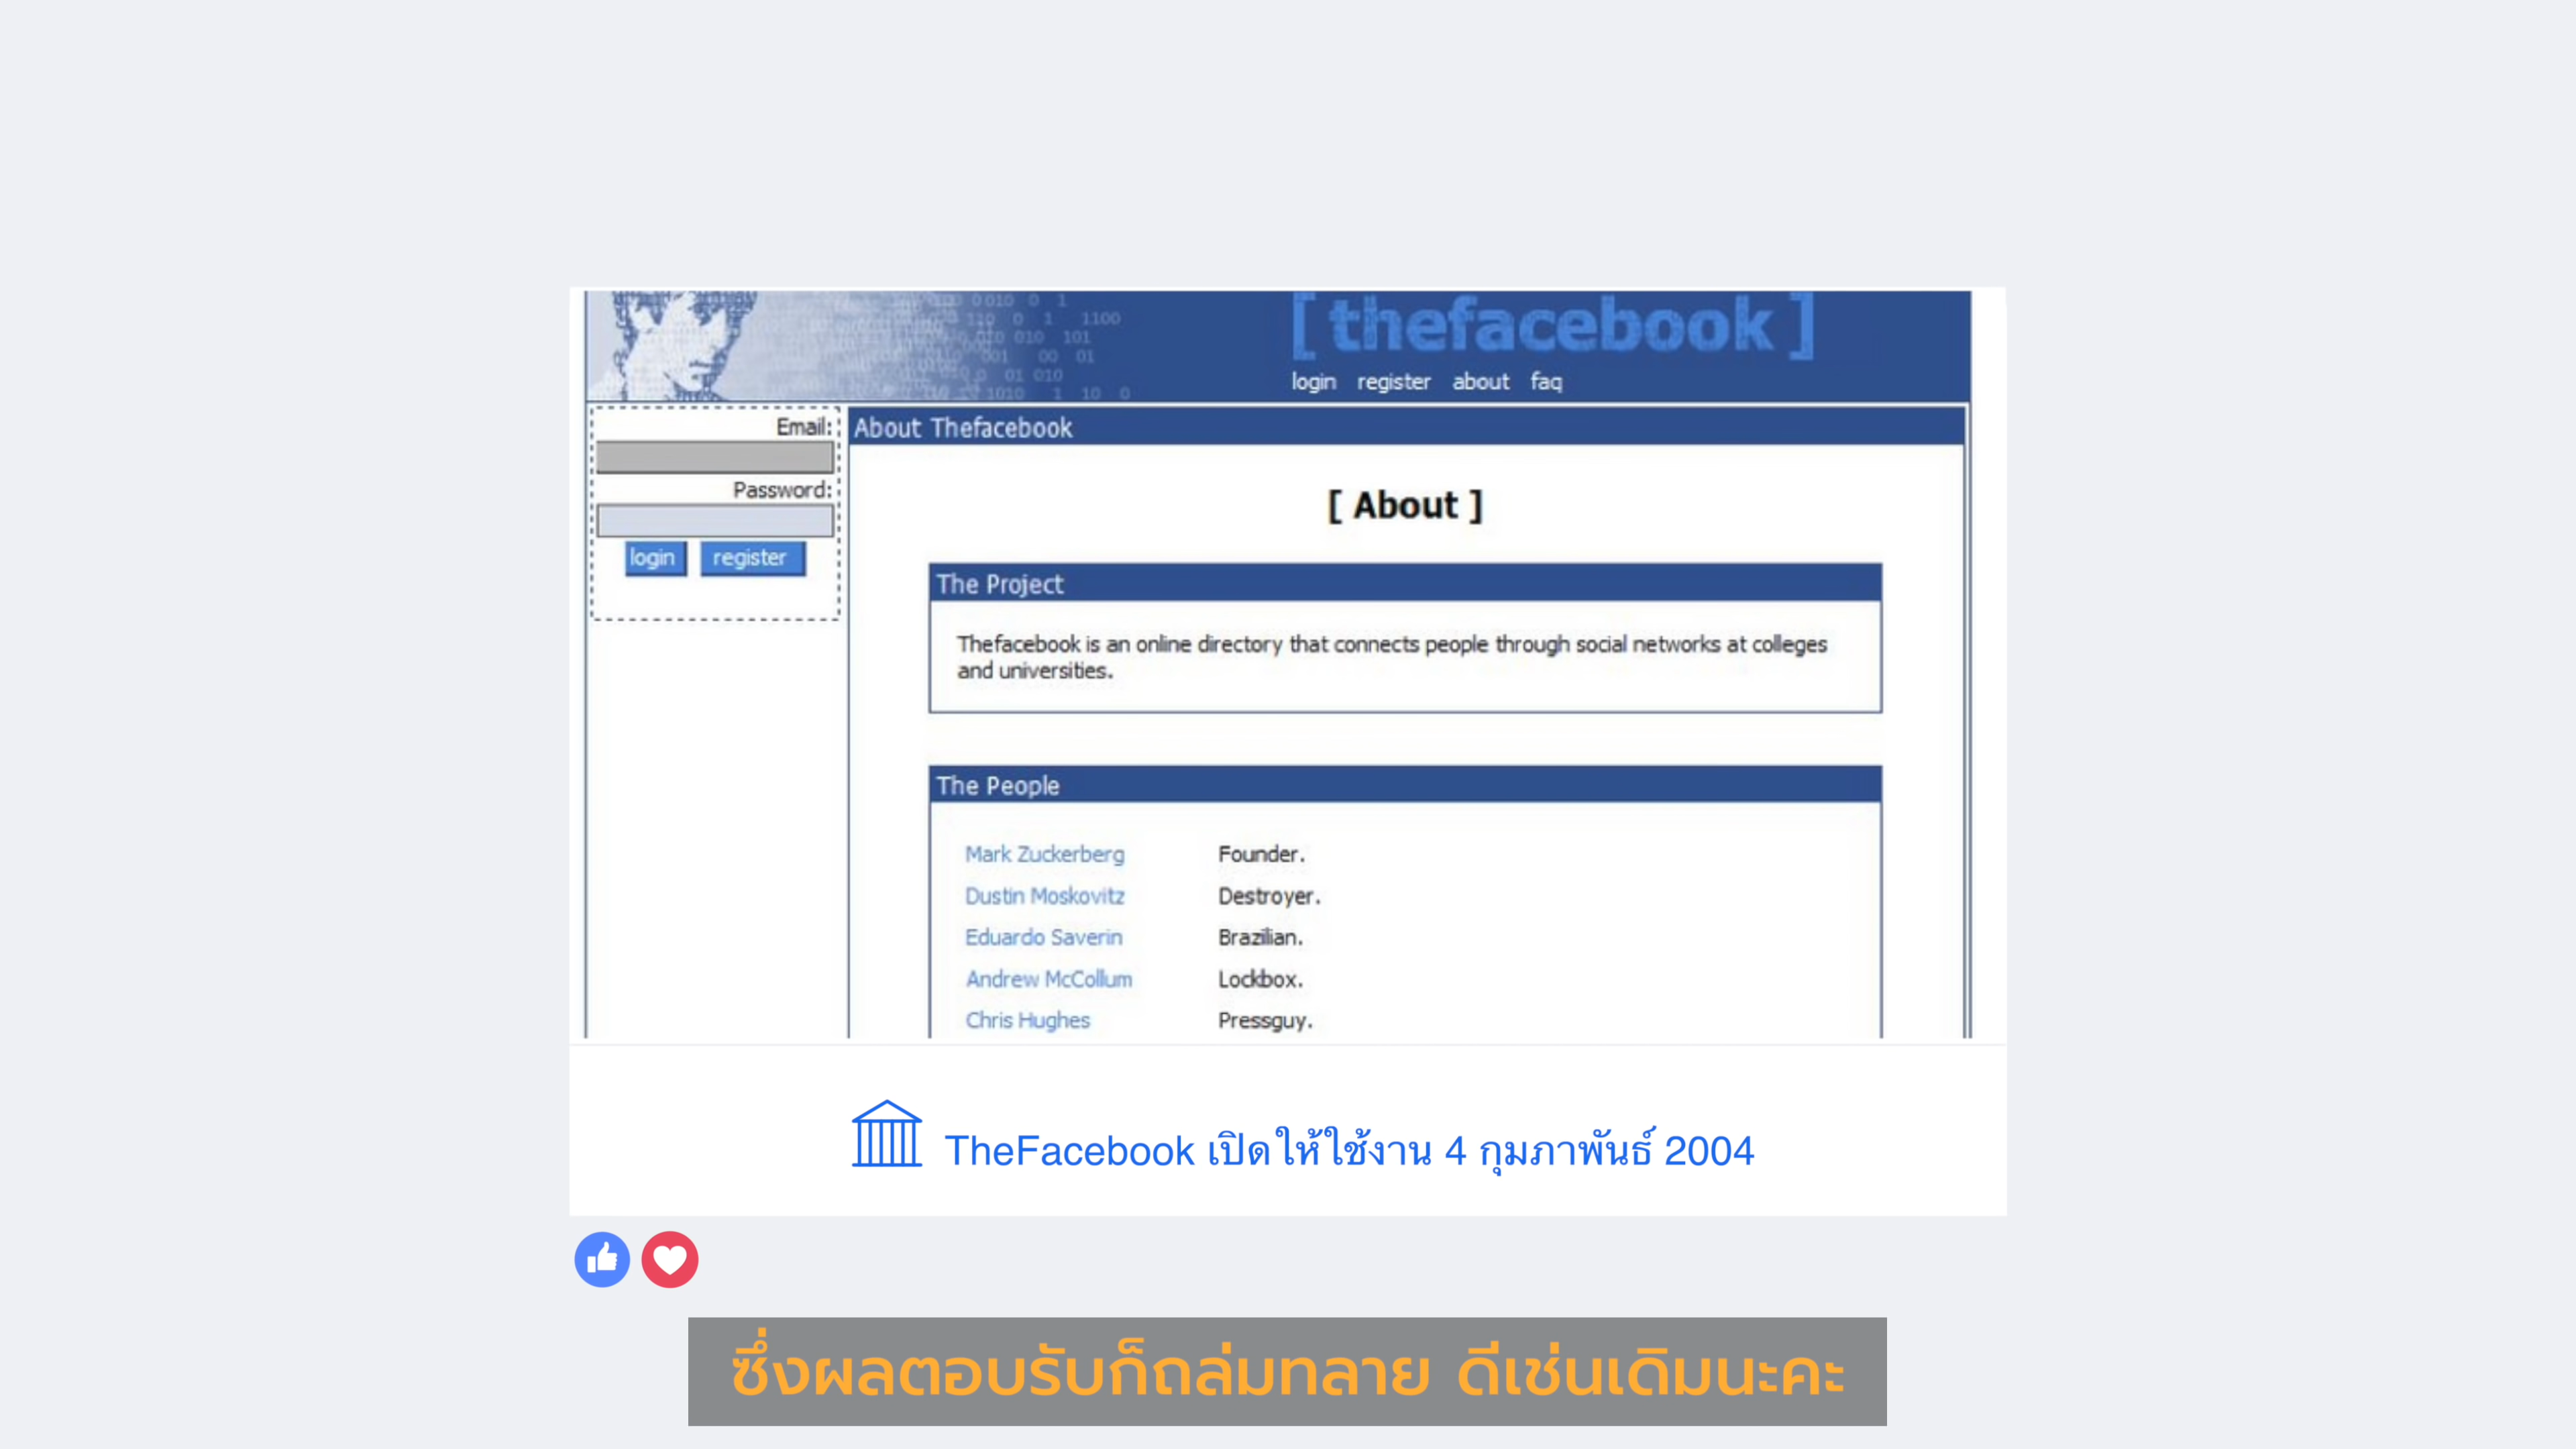 [ thefacebook ]
login register about faq
Email:
Password:
login register
About Thefacebook
[ About ]
The Project
Thefacebook is an online directory that connects people through social networks at colleges
and universities.
The People
Mark Zuckerberg Founder.
Dustin Moskovitz Destroyer.
Eduardo Saverin Brazilian.
Andrew McCollum Lockbox.
Chris Hughes Pressguy.
TheFacebook เปิดให้ใช้งาน 4 กุมภาพันธ์ 2004
ซึ่งผลตอบรับก็ถล่มทลาย ดีเช่นเดิมนะคะ